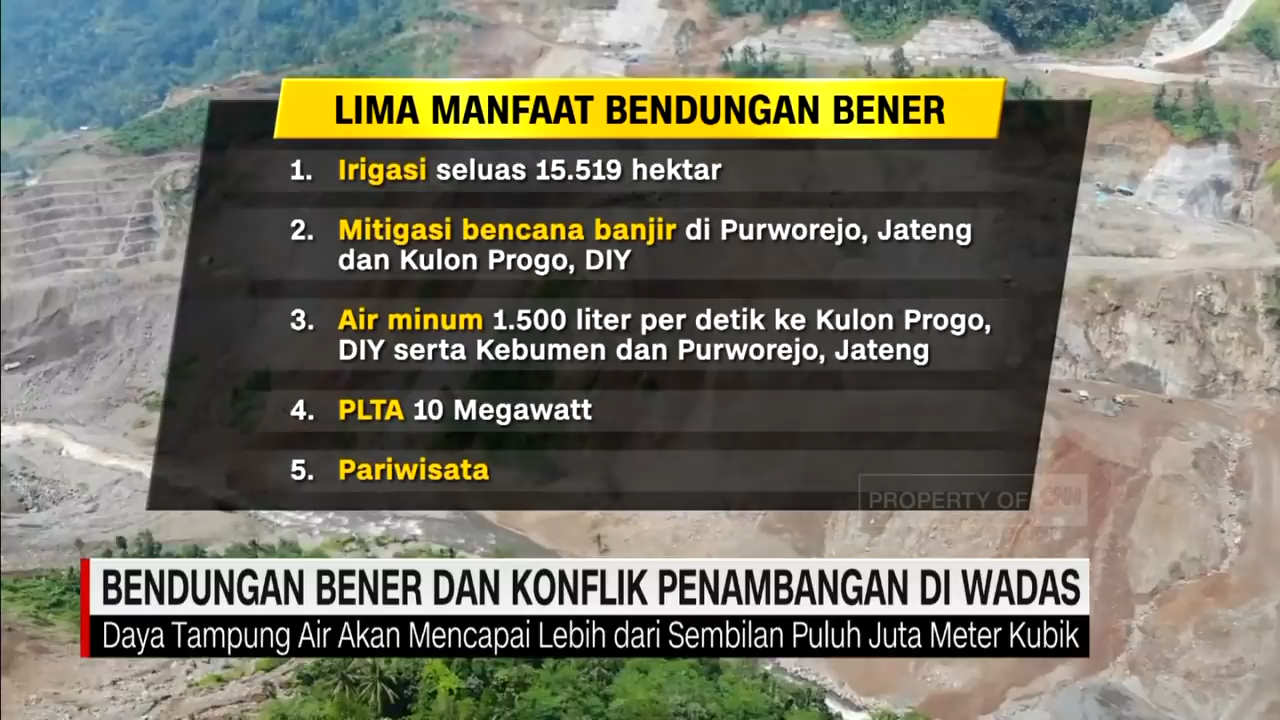 LIMA MANFAAT BENDUNGAN BENER
1. Irigasi seluas 15.519 hektar
2. Mitigasi bencana banjir di Purworejo, Jateng
dan Kulon Progo, DIY
3. Air minum 1.500 liter per detik ke Kulon Progo,
DIY serta Kebumen dan Purworejo, Jateng
4. PLTA 10 Megawatt
5. Pariwisata
PROPERTY OF CNN
BENDUNGAN BENER DAN KONFLIK PENAMBANGAN DI WADAS
Daya Tampung Air Akan Mencapai Lebih dari Sembilan Puluh Juta Meter Kubik